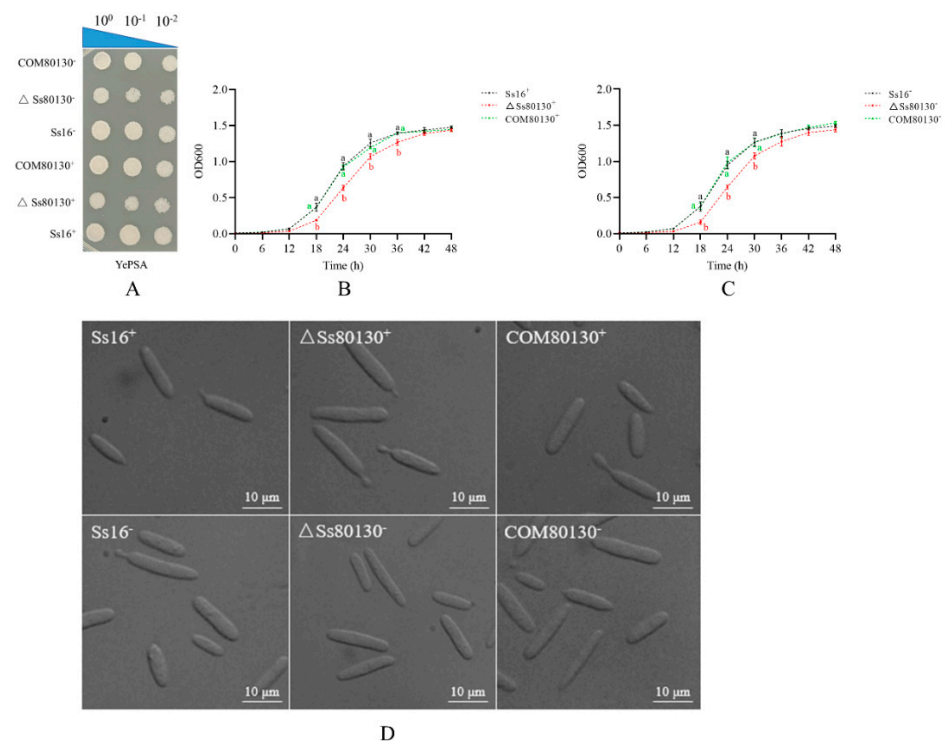 10⁰ 10⁻¹ 10⁻²
COM80130⁻
△Ss80130⁻
Ss16⁻
COM80130⁺
△Ss80130⁺
Ss16⁺
YePSA
A
Ss16⁺
△Ss80130⁺
COM80130⁺
OD600
2.0
1.5
1.0
0.5
0.0
a a a a
a a a a
b b b b
0 6 12 18 24 30 36 42 48
Time (h)
B
Ss16⁻
△Ss80130⁻
COM80130⁻
OD600
2.0
1.5
1.0
0.5
0.0
a a a
a a a
b b b
0 6 12 18 24 30 36 42 48
Time (h)
C
Ss16⁺ △Ss80130⁺ COM80130⁺
10 μm 10 μm 10 μm
Ss16⁻ △Ss80130⁻ COM80130⁻
10 μm 10 μm 10 μm
D